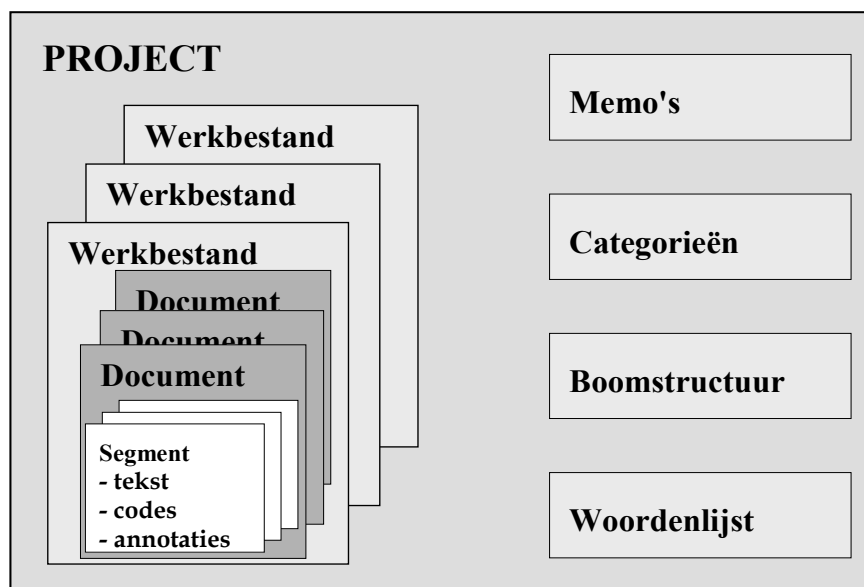 PROJECT
Werkbestand
Werkbestand
Werkbestand
Document
Document
Document
Segment
- tekst
- codes
- annotaties
Memo's
Categorieën
Boomstructuur
Woordenlijst